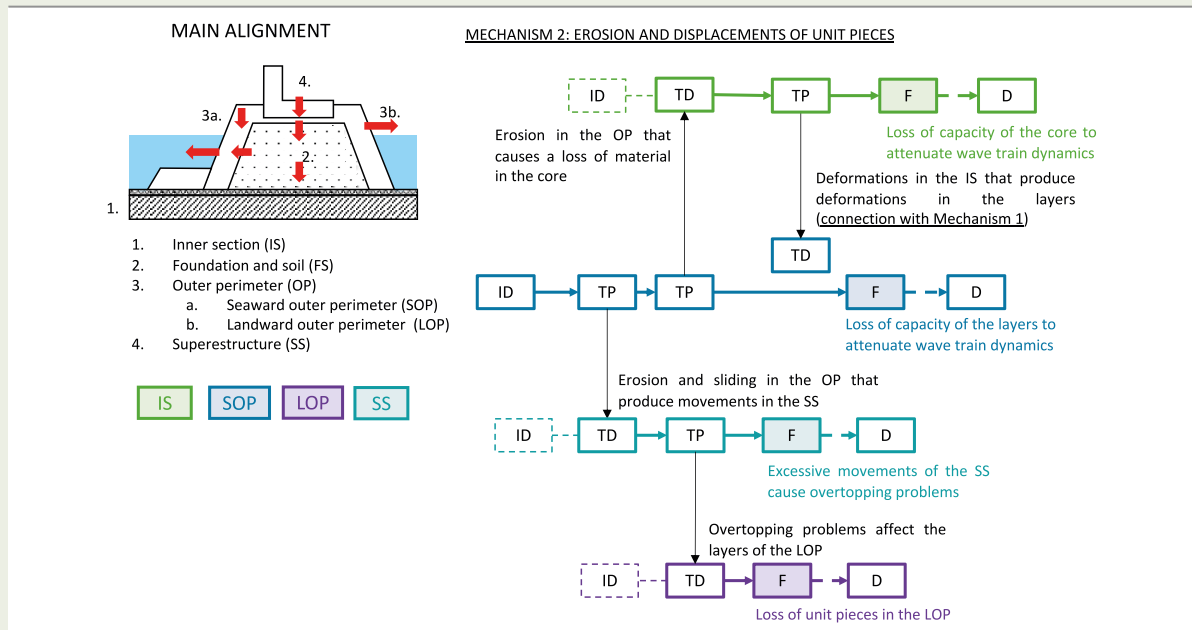 MAIN ALIGNMENT
4.
3a.
3b.
2.
1.
1. Inner section (IS)
2. Foundation and soil (FS)
3. Outer perimeter (OP)
a. Seaward outer perimeter (SOP)
b. Landward outer perimeter (LOP)
4. Superestructure (SS)
IS SOP LOP SS
MECHANISM 2: EROSION AND DISPLACEMENTS OF UNIT PIECES
ID TD TP F D
Erosion in the OP that
causes a loss of material
in the core
Loss of capacity of the core to
attenuate wave train dynamics
Deformations in the IS that produce
deformations in the layers
(connection with Mechanism 1)
TD
ID TP TP F D
Loss of capacity of the layers to
attenuate wave train dynamics
Erosion and sliding in the OP that
produce movements in the SS
ID TD TP F D
Excessive movements of the SS
cause overtopping problems
Overtopping problems affect the
layers of the LOP
ID TD F D
Loss of unit pieces in the LOP